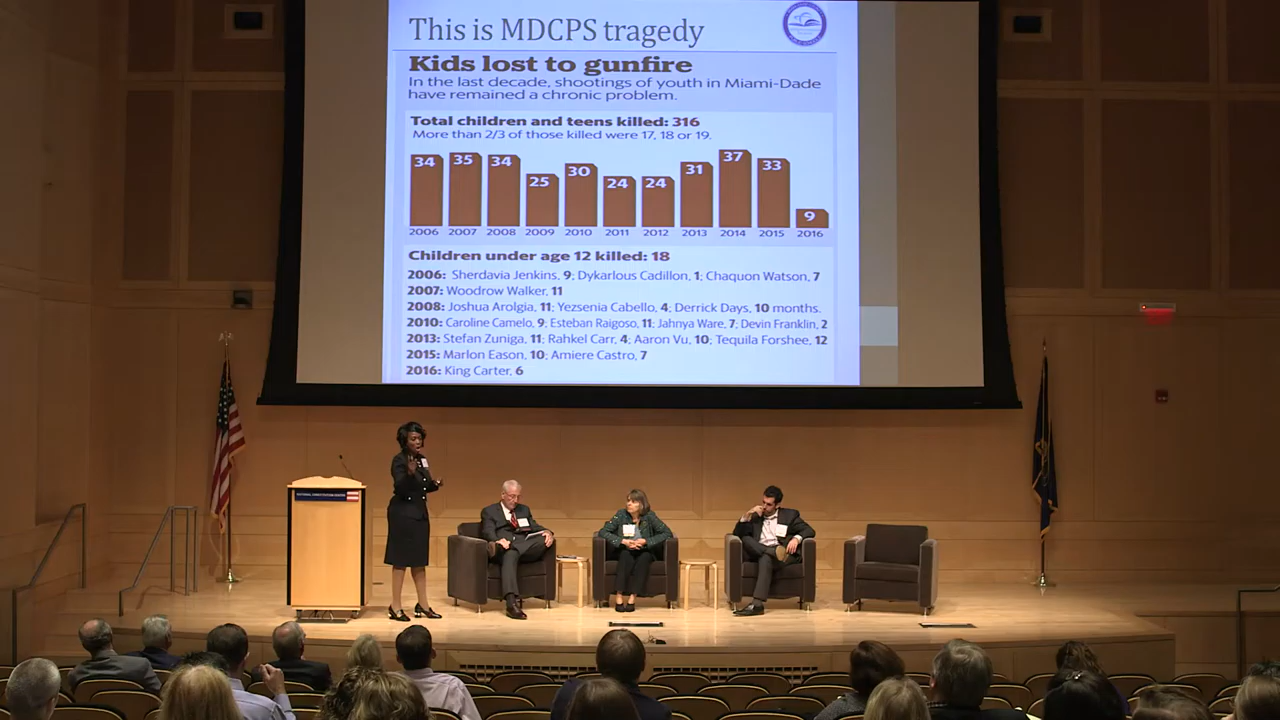 This is MDCPS tragedy
Kids lost to gunfire
In the last decade, shootings of youth in Miami-Dade
have remained a chronic problem.
Total children and teens killed: 316
More than 2/3 of those killed were 17, 18 or 19.
34 35 34 25 30 24 24 31 37 33 9
2006 2007 2008 2009 2010 2011 2012 2013 2014 2015 2016
Children under age 12 killed: 18
2006: Sherdavia Jenkins, 9; Dykarlous Cadillon, 1; Chaquon Watson, 7
2007: Woodrow Walker, 11
2008: Joshua Arolgia, 11; Yezsenia Cabello, 4; Derrick Days, 10 months.
2010: Caroline Camelo, 9; Esteban Raigoso, 11; Jahnya Ware, 7; Devin Franklin, 2
2013: Stefan Zuniga, 11; Rahkel Carr, 4; Aaron Vu, 10; Tequila Forshee, 12
2015: Marlon Eason, 10; Amiere Castro, 7
2016: King Carter, 6
NATIONAL CONSTITUTION CENTER